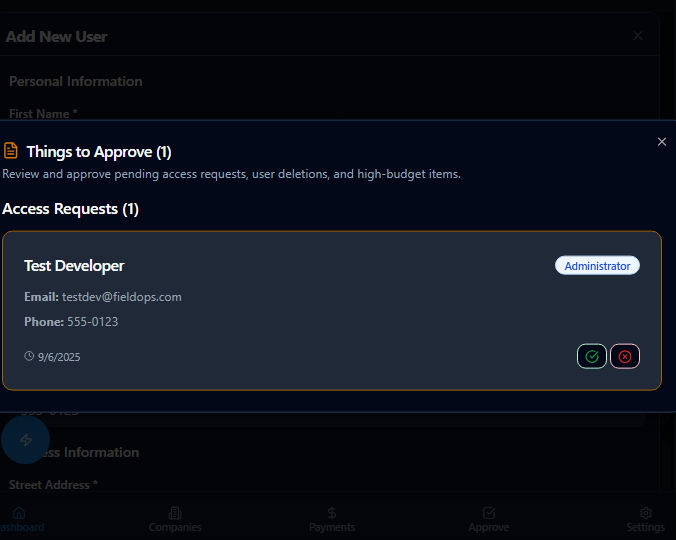 Add New User
Personal Information
First Name *
Things to Approve (1)
Review and approve pending access requests, user deletions, and high-budget items.
Access Requests (1)
Test Developer
Administrator
Email: testdev@fieldops.com
Phone: 555-0123
9/6/2025
555-0123
ess Information
Street Address *
ashboard
Companies
Payments
Approve
Settings